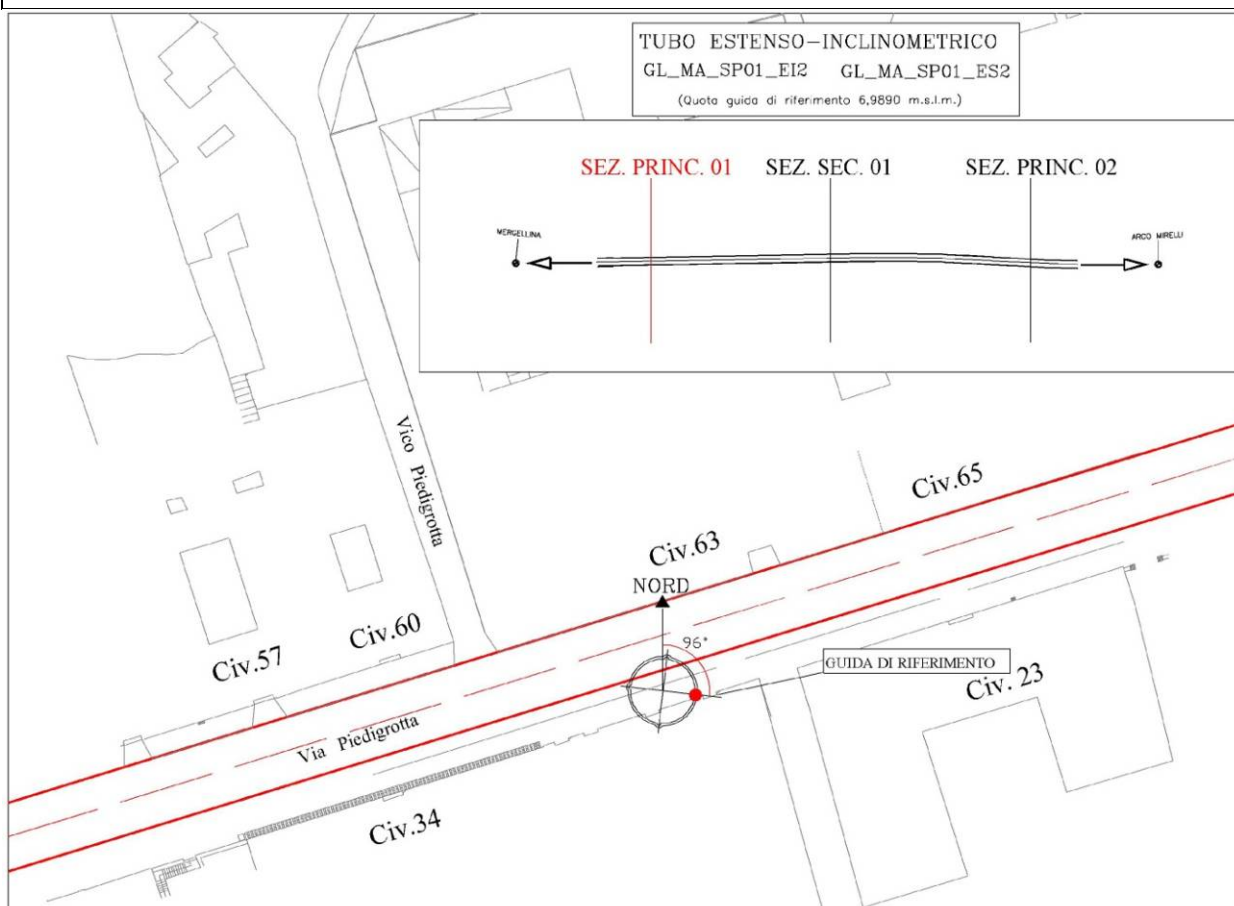 TUBO ESTENSO-INCLINOMETRICO
GL_MA_SP01_EI2 GL_MA_SP01_ES2
(Quota guida di riferimento 6,9890 m.s.l.m.)
SEZ. PRINC. 01 SEZ. SEC. 01 SEZ. PRINC. 02
MERGELLINA
ARCO MIRELLI
Vico Piedigrotta
Civ.65
Civ.63
NORD
96°
Civ.60
Civ.57
GUIDA DI RIFERIMENTO
Civ. 23
Via Piedigrotta
Civ.34